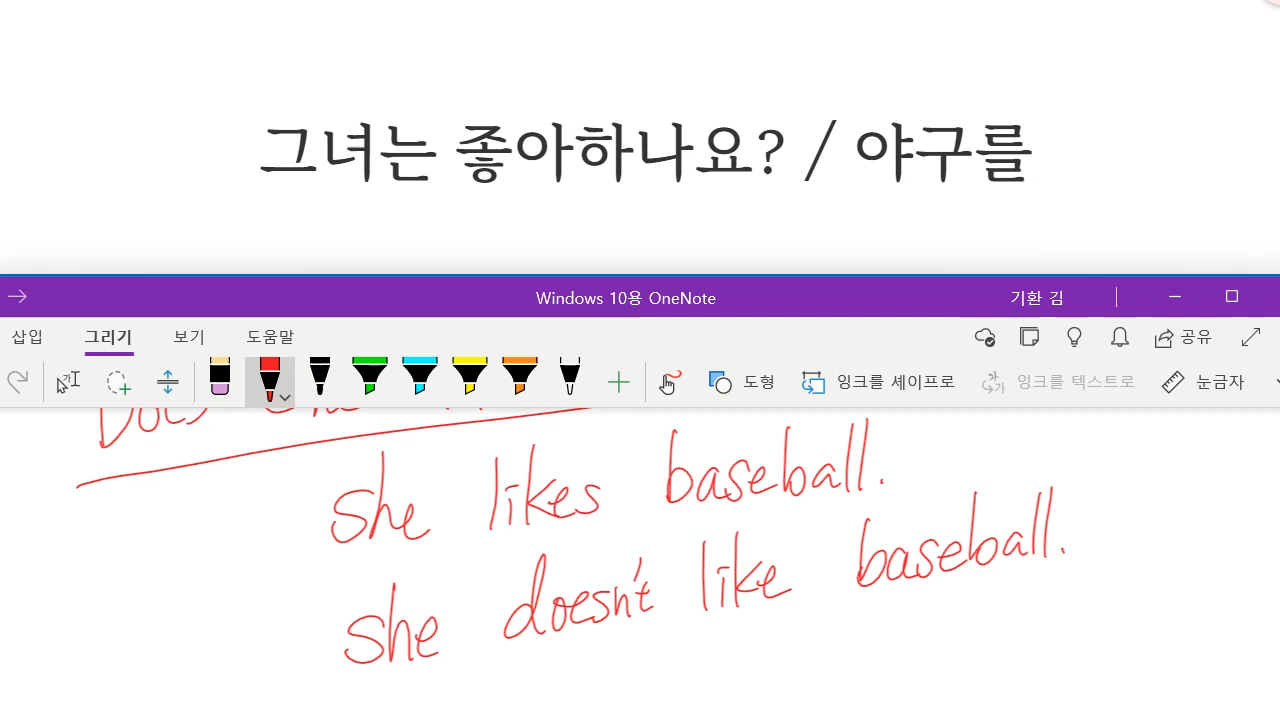 그녀는 좋아하나요? / 야구를
Windows 10용 OneNote 기환 김
삽입 그리기 보기 도움말 공유
도형 잉크를 셰이프로 잉크를 텍스트로 눈금자
Does she
she likes baseball.
she doesn't like baseball.